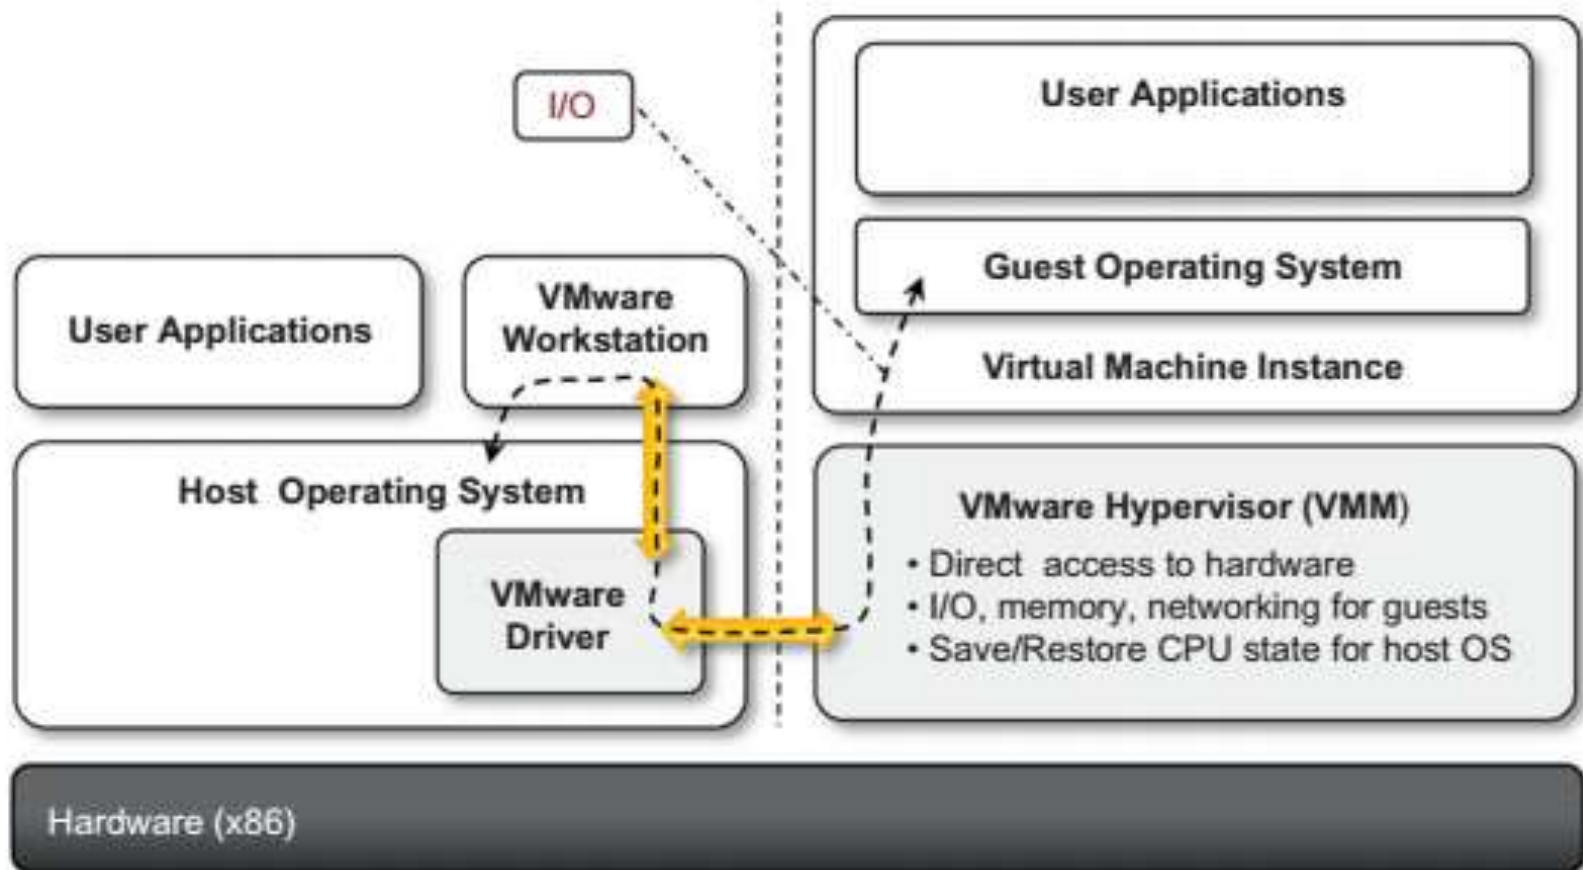 I/O
User Applications
Guest Operating System
Virtual Machine Instance
User Applications
VMware
Workstation
Host Operating System
VMware
Driver
VMware Hypervisor (VMM)
• Direct access to hardware
• I/O, memory, networking for guests
• Save/Restore CPU state for host OS
Hardware (x86)